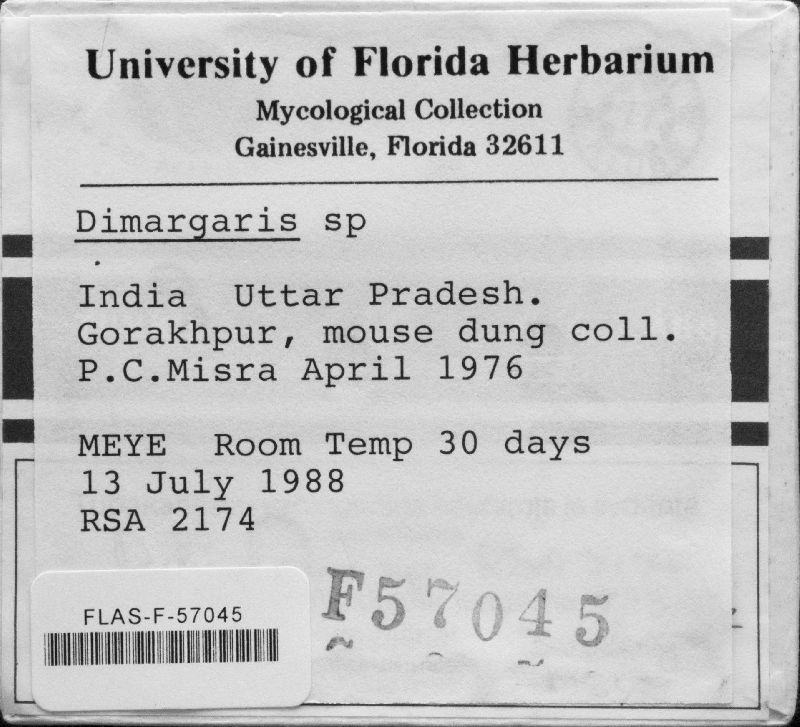 University of Florida Herbarium
Mycological Collection
Gainesville, Florida 32611
Dimargaris sp
India Uttar Pradesh.
Gorakhpur, mouse dung coll.
P.C.Misra April 1976
MEYE Room Temp 30 days
13 July 1988
RSA 2174
FLAS-F-57045
F57045